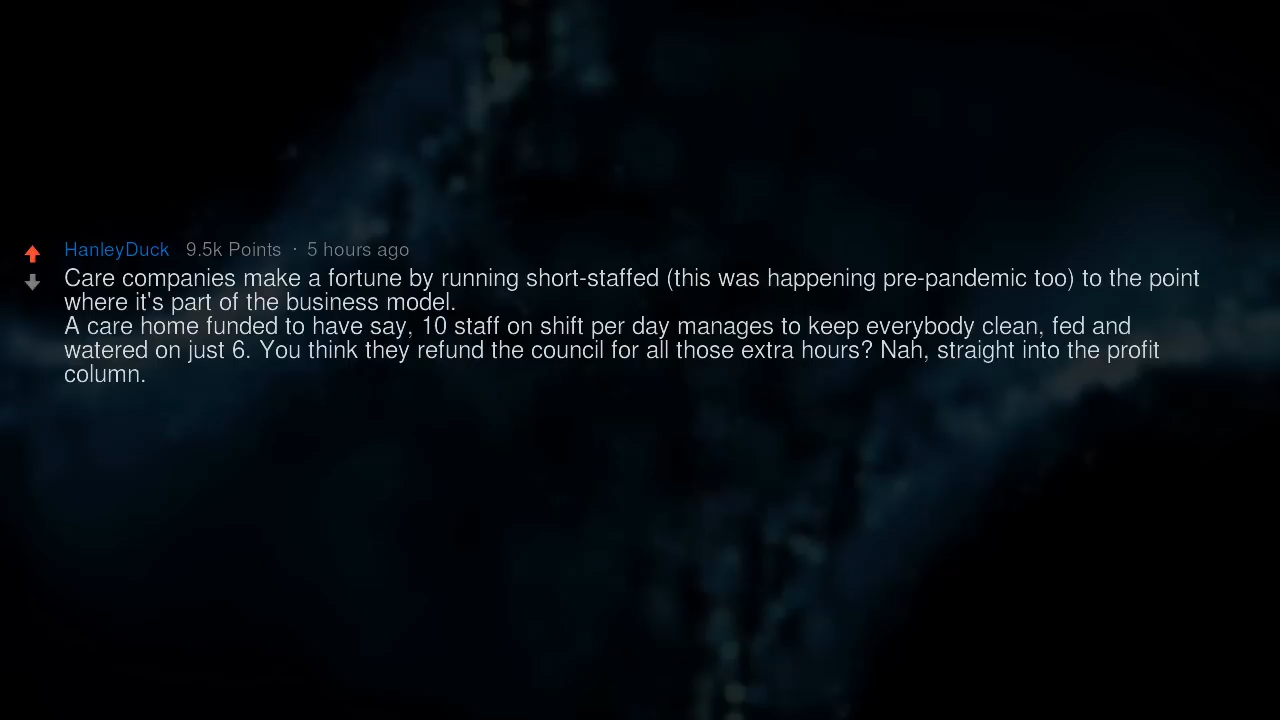 HanleyDuck 9.5k Points · 5 hours ago
Care companies make a fortune by running short-staffed (this was happening pre-pandemic too) to the point
where it's part of the business model.
A care home funded to have say, 10 staff on shift per day manages to keep everybody clean, fed and
watered on just 6. You think they refund the council for all those extra hours? Nah, straight into the profit
column.